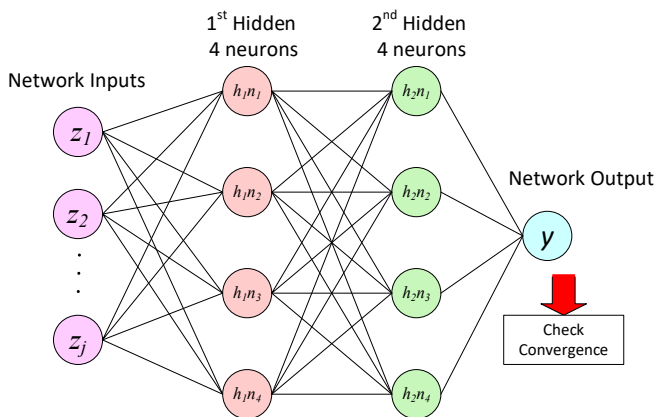 1st Hidden
4 neurons
2nd Hidden
4 neurons
Network Inputs
z1
z2
. . .
zj
h1n1
h1n2
h1n3
h1n4
h2n1
h2n2
h2n3
h2n4
Network Output
y
Check
Convergence